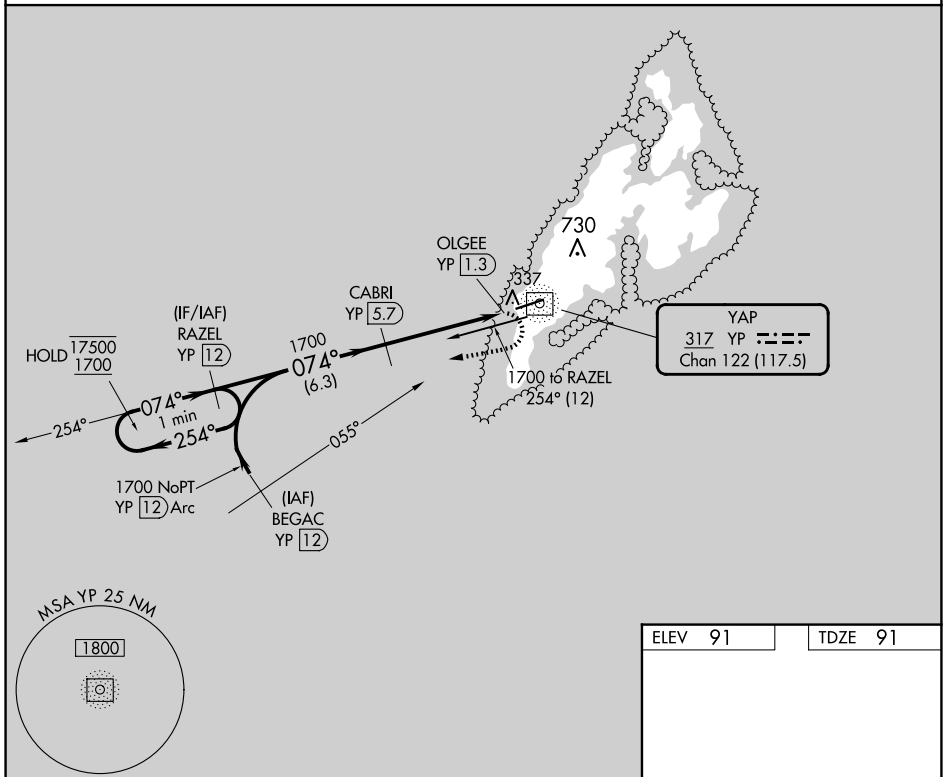 730
OLGEE
YP 1.3
337
CABRI
YP 5.7
(IF/IAF)
RAZEL
YP 12
HOLD 17500
1700
1700
074°
(6.3)
YAP
317 YP
Chan 122 (117.5)
1700 to RAZEL
254° (12)
074°
1 min
254°
254°
055°
1700 NoPT
YP 12 Arc
(IAF)
BEGAC
YP 12
MSA YP 25 NM
1800
ELEV 91
TDZE 91